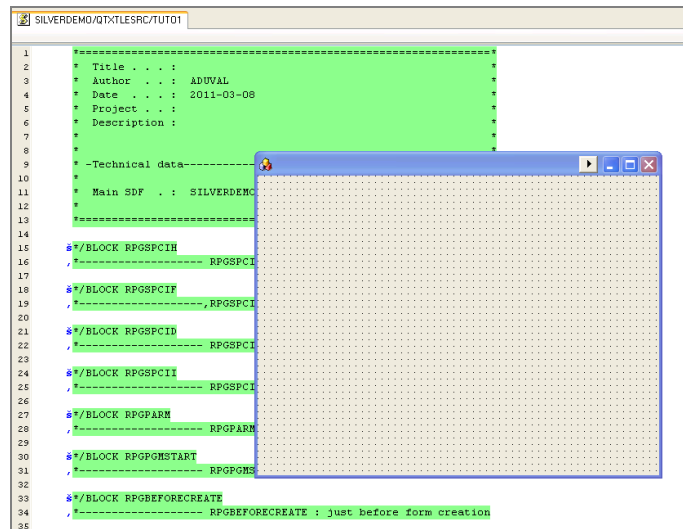 SILVERDEMO/QTXTLESRC/TUTO1
1 *================================================================*
2 * Title . . . : *
3 * Author . . : ADUVAL *
4 * Date . . . : 2011-03-08 *
5 * Project . . : *
6 * Description : *
7 * *
8 * *
9 * -Technical data-----------
10 *
11 * Main SDF . : SILVERDEMO
12 *
13 *===========================
14
15 š*/BLOCK RPGSPCIH
16 ,*------------------- RPGSPCI
17
18 š*/BLOCK RPGSPCIF
19 ,*-------------------,RPGSPCI
20
21 š*/BLOCK RPGSPCID
22 ,*------------------- RPGSPCI
23
24 š*/BLOCK RPGSPCII
25 ,*------------------- RPGSPCI
26
27 š*/BLOCK RPGPARM
28 ,*------------------- RPGPARM
29
30 š*/BLOCK RPGPGMSTART
31 ,*------------------- RPGPGMS
32
33 š*/BLOCK RPGBEFORECREATE
34 ,*------------------- RPGBEFORECREATE : just before form creation
35